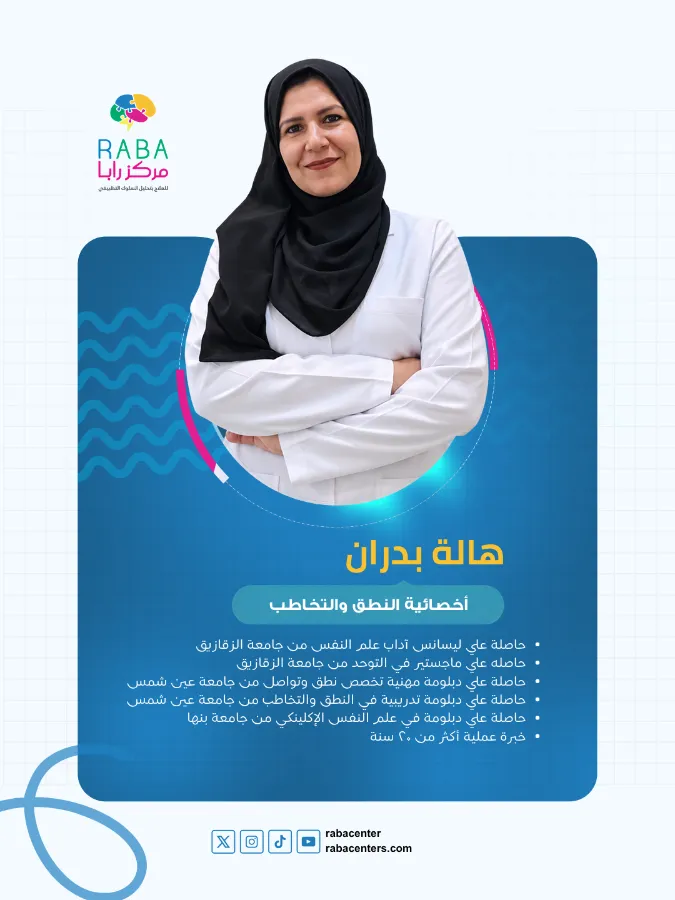 RABA
مركز رابا
للعلاج بتحليل السلوك التطبيقي
هالة بدران
أخصائية النطق والتخاطب
• حاصلة علي ليسانس آداب علم النفس من جامعة الزقازيق
• حاصله علي ماجستير في التوحد من جامعة الزقازيق
• حاصلة علي دبلومة مهنية تخصص نطق وتواصل من جامعة عين شمس
• حاصلة علي دبلومة تدريبية في النطق والتخاطب من جامعة عين شمس
• حاصلة علي دبلومة في علم النفس الإكلينكي من جامعة بنها
• خبرة عملية أكثر من ٢٠ سنة
rabacenter
rabacenters.com